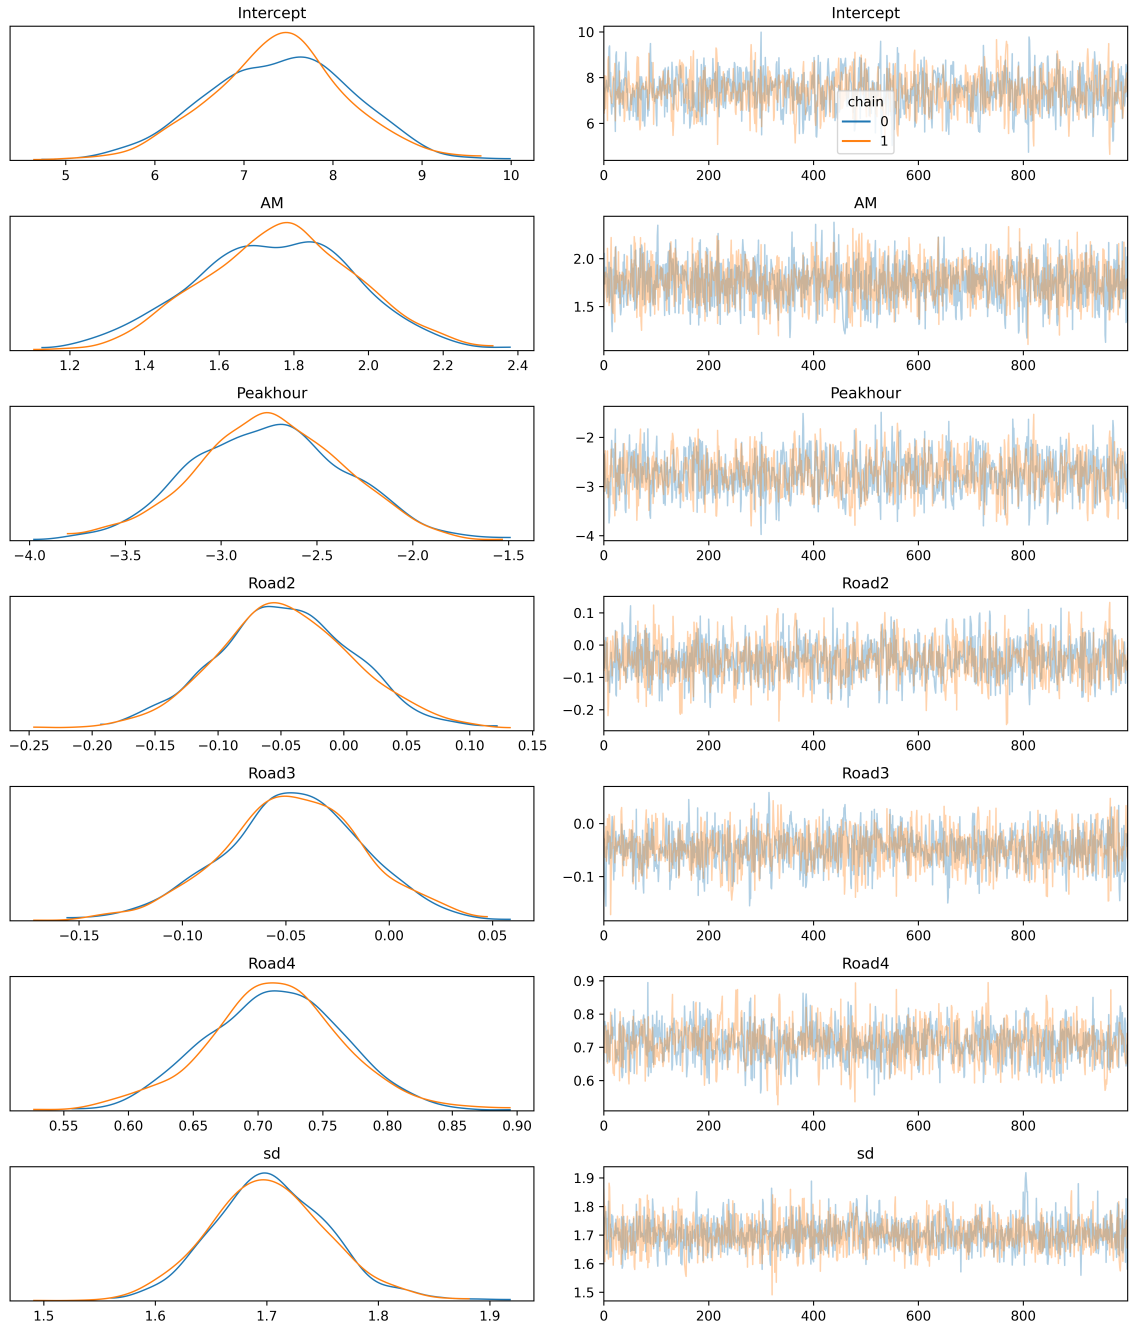 Intercept
5 6 7 8 9 10
Intercept
10
8
6
chain
0
1
0 200 400 600 800
AM
1.2 1.4 1.6 1.8 2.0 2.2 2.4
AM
2.0
1.5
0 200 400 600 800
Peakhour
−4.0 −3.5 −3.0 −2.5 −2.0 −1.5
Peakhour
−2
−3
−4
0 200 400 600 800
Road2
−0.25 −0.20 −0.15 −0.10 −0.05 0.00 0.05 0.10 0.15
Road2
0.1
0.0
−0.1
−0.2
0 200 400 600 800
Road3
−0.15 −0.10 −0.05 0.00 0.05
Road3
0.0
−0.1
0 200 400 600 800
Road4
0.55 0.60 0.65 0.70 0.75 0.80 0.85 0.90
Road4
0.9
0.8
0.7
0.6
0 200 400 600 800
sd
1.5 1.6 1.7 1.8 1.9
sd
1.9
1.8
1.7
1.6
1.5
0 200 400 600 800